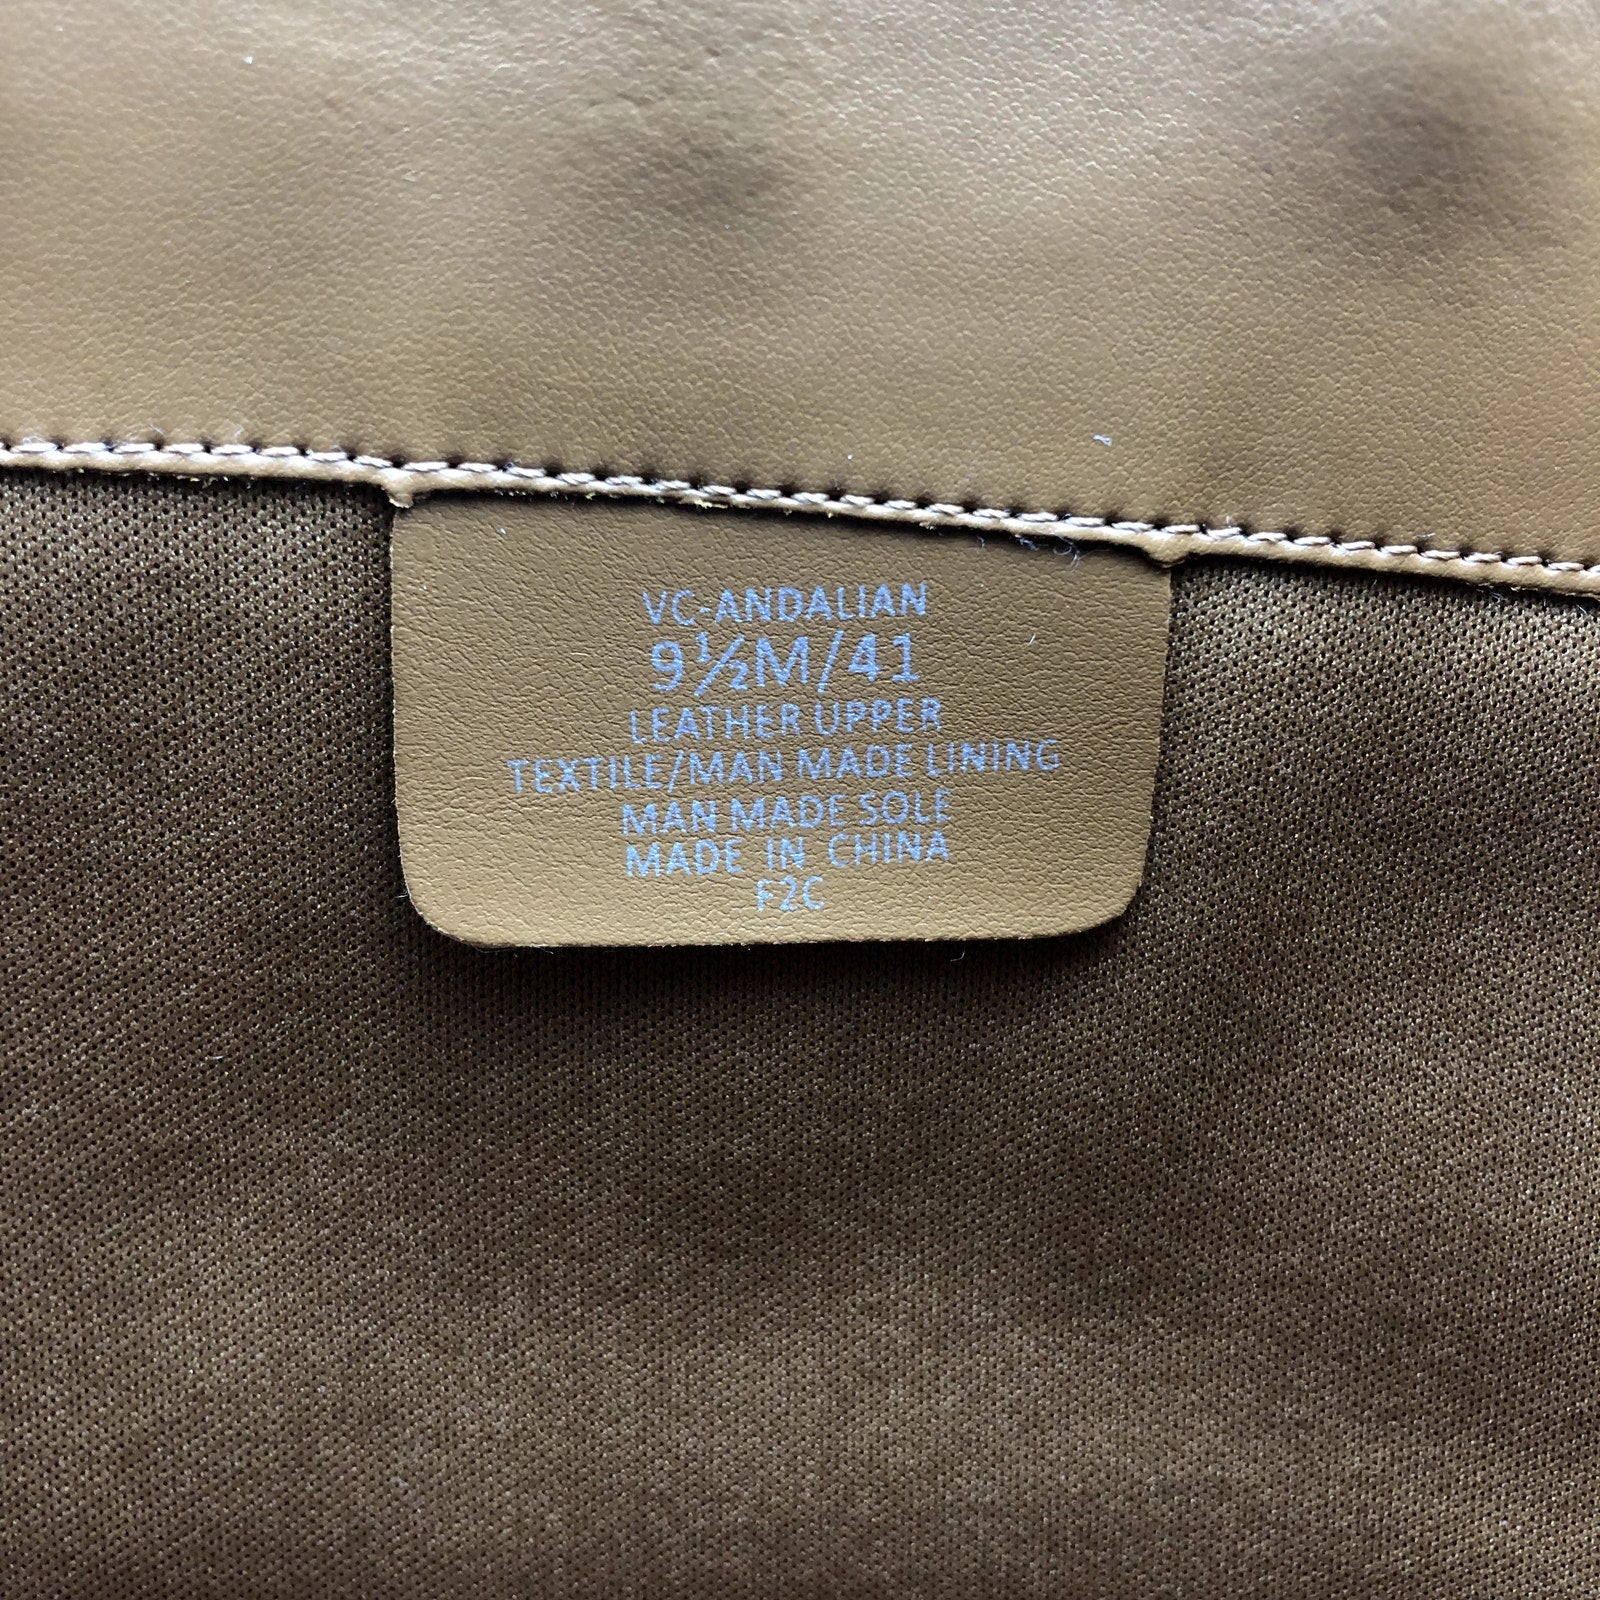 VC-ANDALIAN
9½M/41
LEATHER UPPER
TEXTILE/MAN MADE LINING
MAN MADE SOLE
MADE IN CHINA
F2C